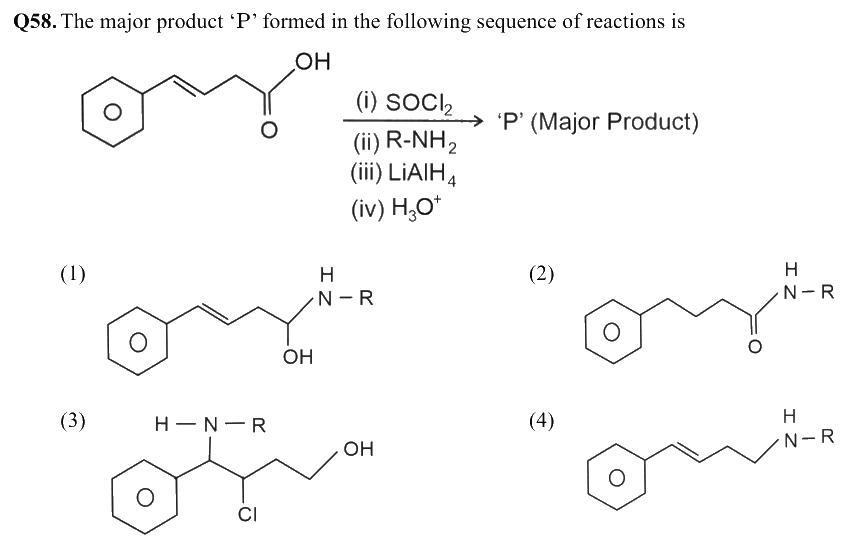 Q58. The major product ‘P’ formed in the following sequence of reactions is
OH
O
(i) SOCl₂
(ii) R-NH₂
(iii) LiAlH₄
(iv) H₃O⁺
‘P’ (Major Product)
(1)
H
N – R
OH
(2)
H
N – R
O
(3)
H – N – R
OH
Cl
(4)
H
N – R